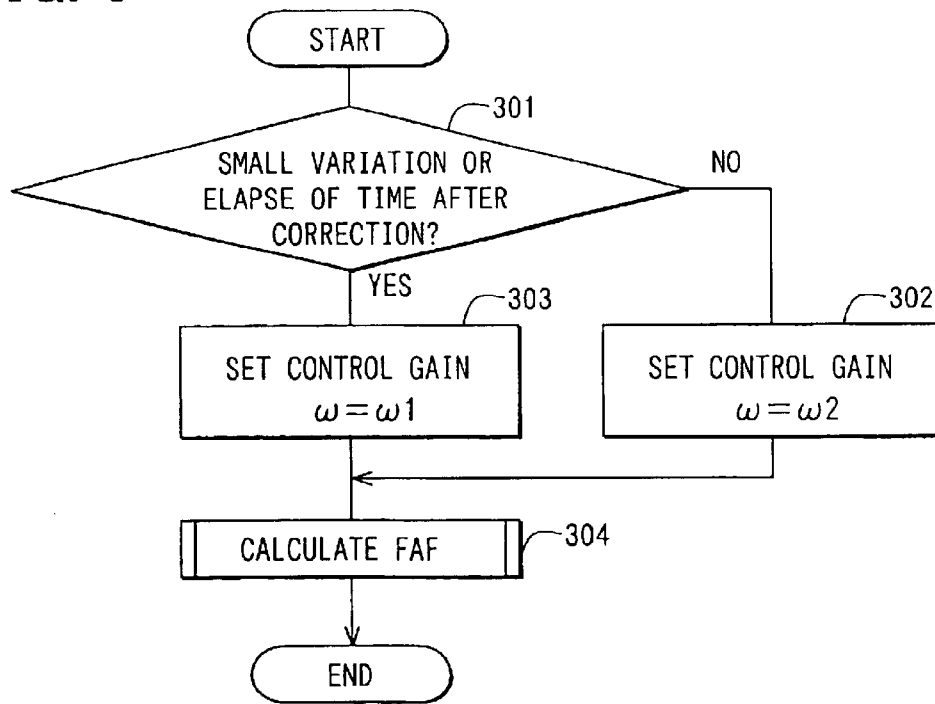 START
301
SMALL VARIATION OR
ELAPSE OF TIME AFTER
CORRECTION?
NO
YES
303
302
SET CONTROL GAIN
ω=ω1
SET CONTROL GAIN
ω=ω2
CALCULATE FAF
304
END